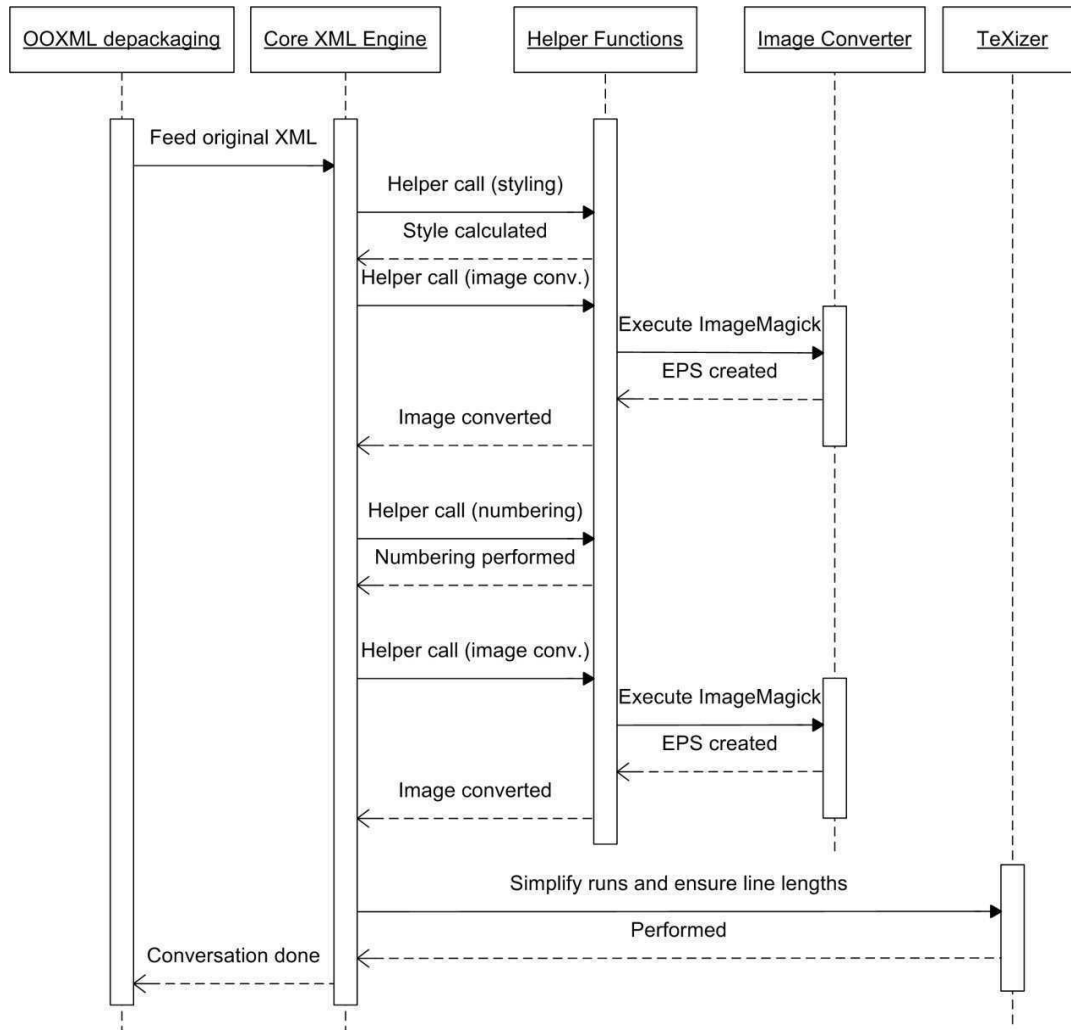 OOXML depackaging
Core XML Engine
Helper Functions
Image Converter
TeXizer
Feed original XML
Helper call (styling)
Style calculated
Helper call (image conv.)
Execute ImageMagick
EPS created
Image converted
Helper call (numbering)
Numbering performed
Helper call (image conv.)
Execute ImageMagick
EPS created
Image converted
Simplify runs and ensure line lengths
Performed
Conversation done